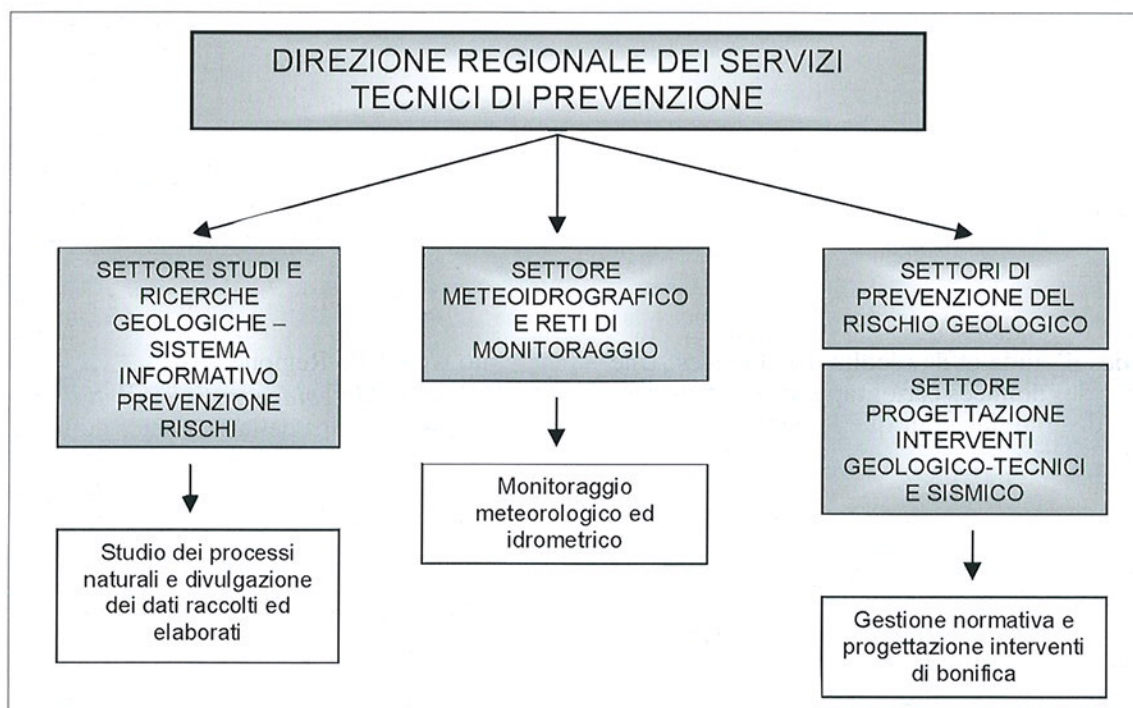 DIREZIONE REGIONALE DEI SERVIZI
TECNICI DI PREVENZIONE
SETTORE STUDI E
RICERCHE
GEOLOGICHE –
SISTEMA
INFORMATIVO
PREVENZIONE
RISCHI
Studio dei processi
naturali e divulgazione
dei dati raccolti ed
elaborati
SETTORE
METEOIDROGRAFICO
E RETI DI
MONITORAGGIO
Monitoraggio
meteorologico ed
idrometrico
SETTORI DI
PREVENZIONE DEL
RISCHIO GEOLOGICO
SETTORE
PROGETTAZIONE
INTERVENTI
GEOLOGICO-TECNICI
E SISMICO
Gestione normativa e
progettazione interventi
di bonifica